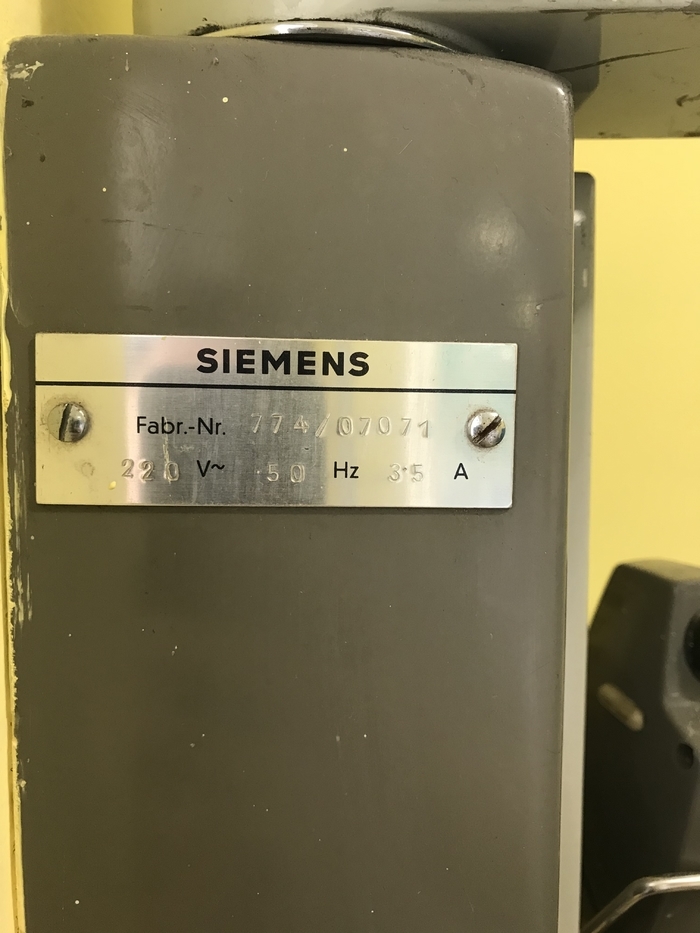 SIEMENS
Fabr.-Nr. 774/07071
220 V~ 50 Hz 3·5 A